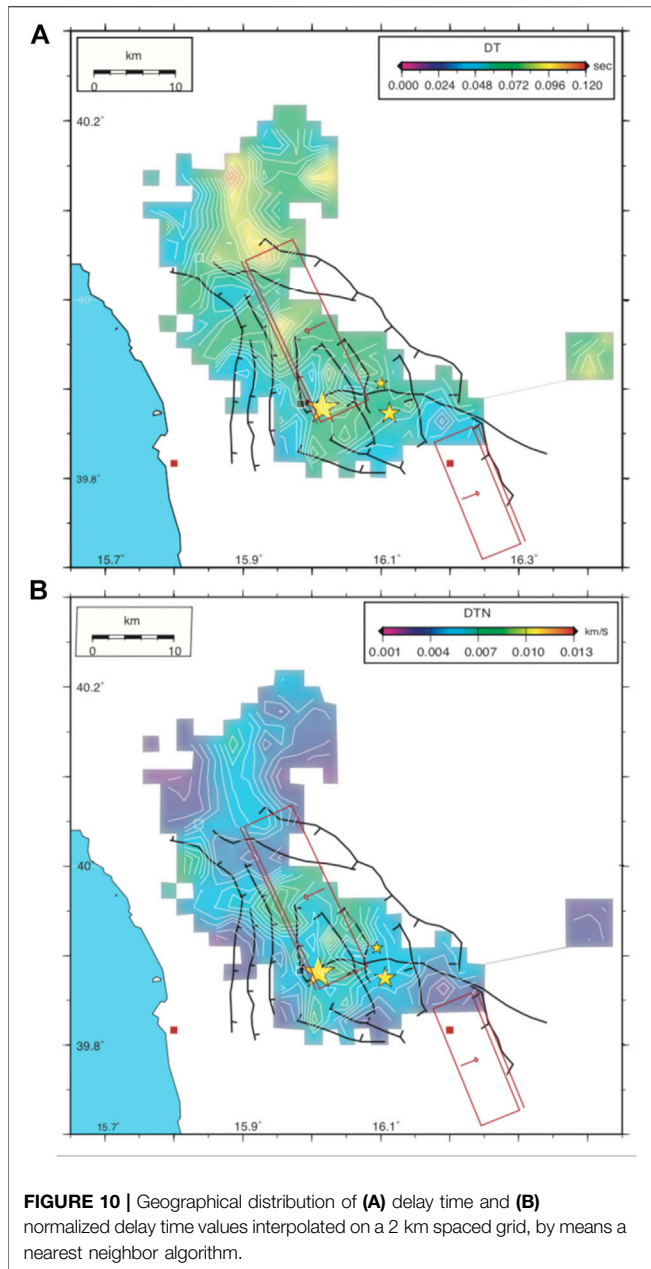 A
km
0 10
DT
sec
0.000 0.024 0.048 0.072 0.096 0.120
40.2°
40
39.8°
15.7° 15.9° 16.1° 16.3°
B
km
0 10
DTN
km/s
0.001 0.004 0.007 0.010 0.013
40.2°
40°
39.8°
15.7° 15.9° 16.1°
FIGURE 10 | Geographical distribution of (A) delay time and (B)
normalized delay time values interpolated on a 2 km spaced grid, by means a
nearest neighbor algorithm.